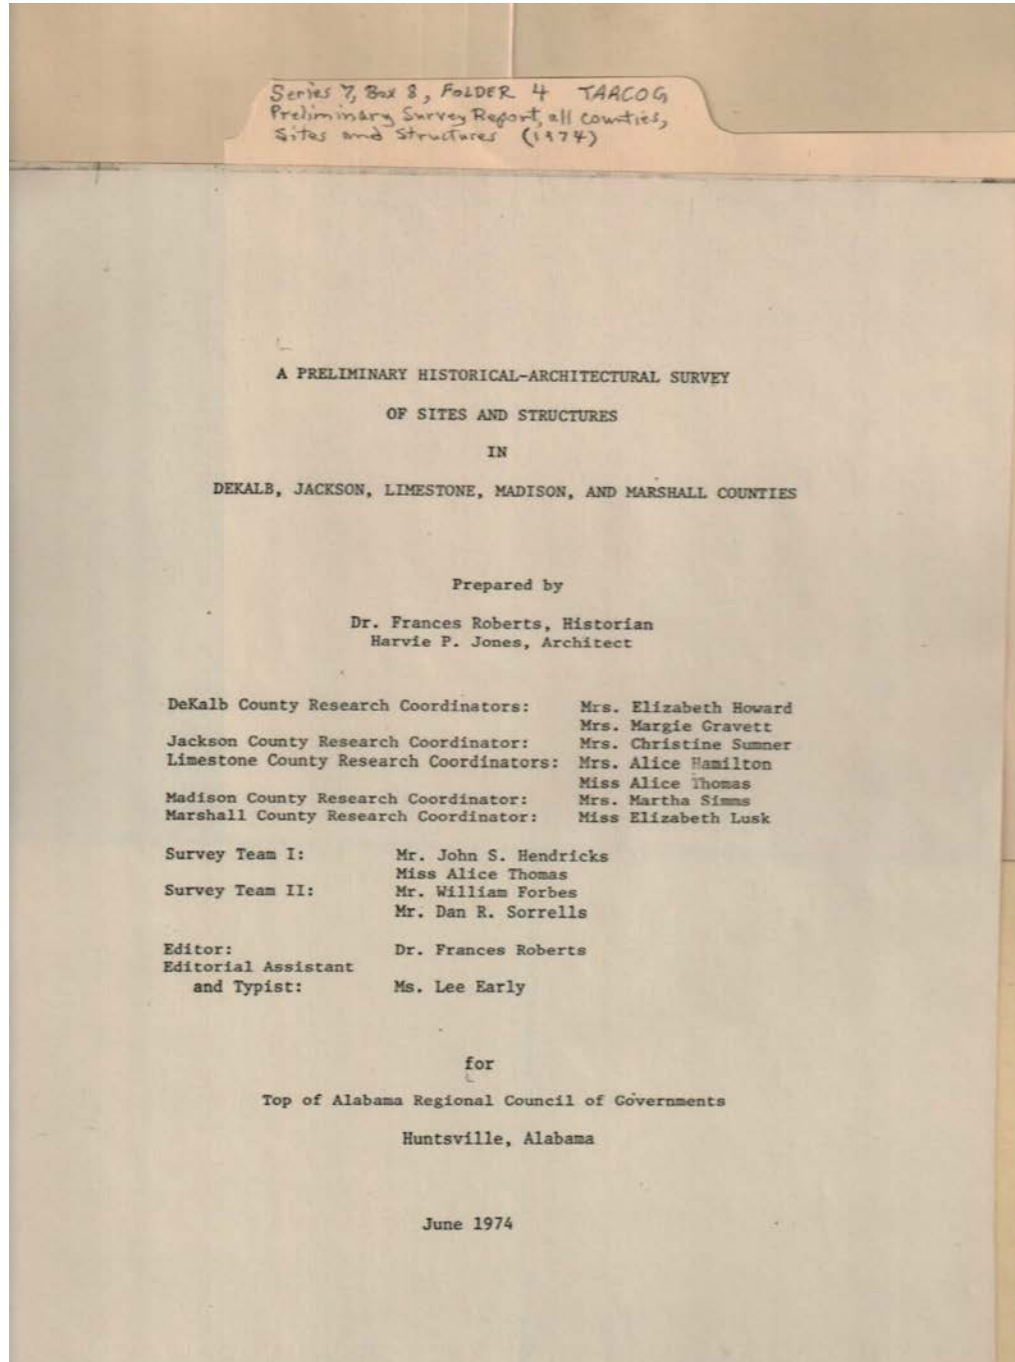 Series 7, Box 8, FOLDER 4 TARCOG
Preliminary Survey Report, all counties,
Sites and Structures (1974)
A PRELIMINARY HISTORICAL-ARCHITECTURAL SURVEY
OF SITES AND STRUCTURES
IN
DEKALB, JACKSON, LIMESTONE, MADISON, AND MARSHALL COUNTIES
Prepared by
Dr. Frances Roberts, Historian
Harvie P. Jones, Architect
DeKalb County Research Coordinators: Mrs. Elizabeth Howard
Mrs. Margie Gravett
Jackson County Research Coordinator: Mrs. Christine Sumner
Limestone County Research Coordinators: Mrs. Alice Hamilton
Miss Alice Thomas
Madison County Research Coordinator: Mrs. Martha Simms
Marshall County Research Coordinator: Miss Elizabeth Lusk
Survey Team I: Mr. John S. Hendricks
Miss Alice Thomas
Survey Team II: Mr. William Forbes
Mr. Dan R. Sorrells
Editor: Dr. Frances Roberts
Editorial Assistant
and Typist: Ms. Lee Early
for
Top of Alabama Regional Council of Governments
Huntsville, Alabama
June 1974